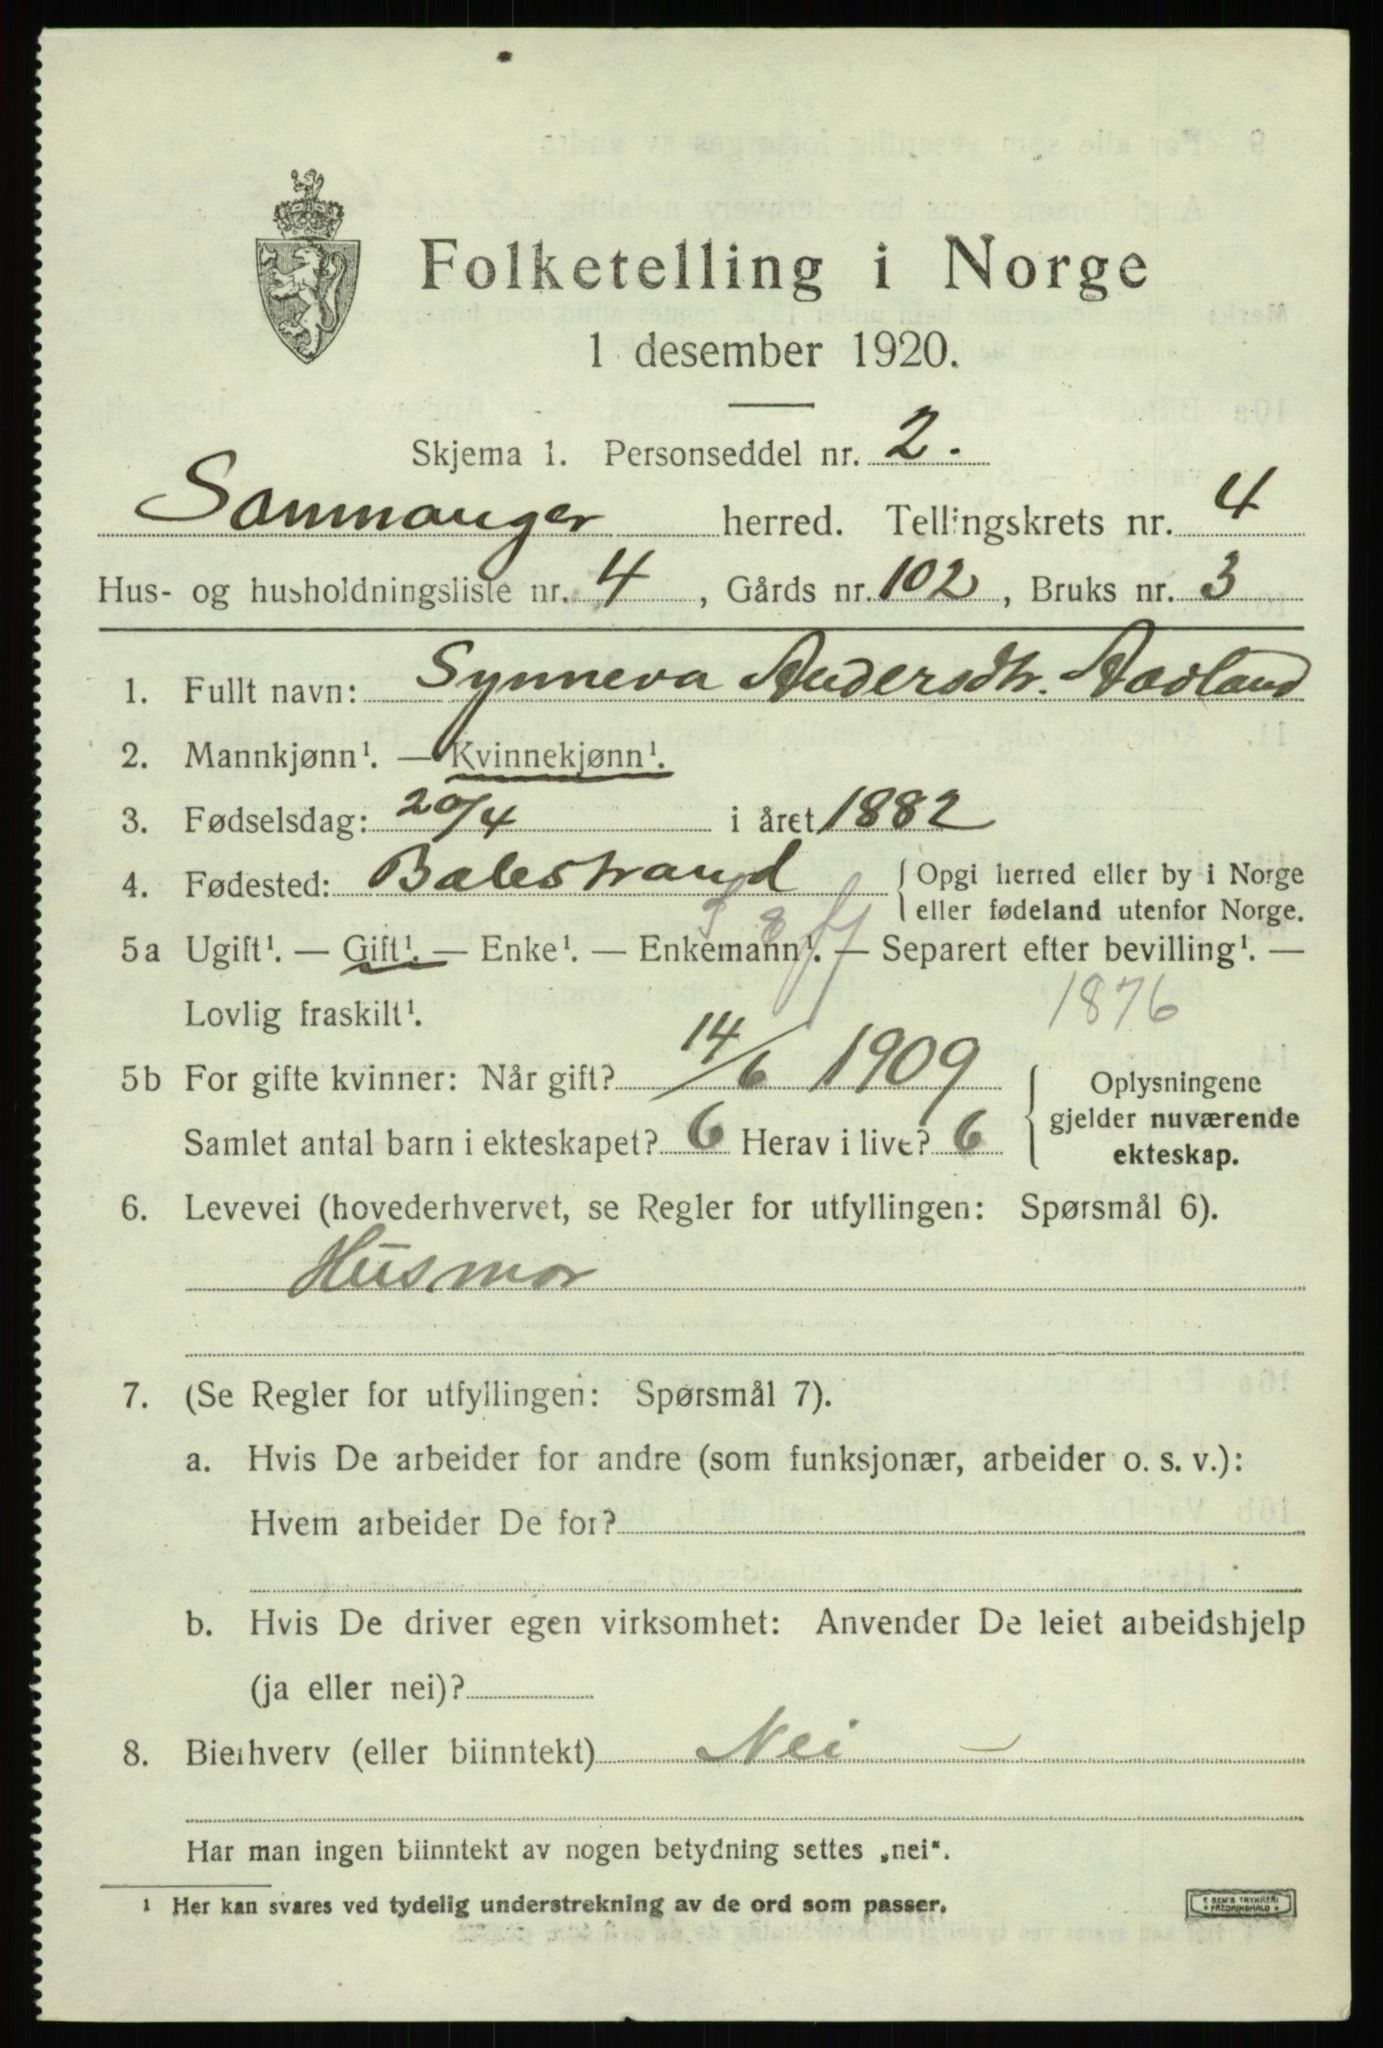 Folketelling i Norge
1 desember 1920.
Skjema 1. Personseddel nr. 2.
Sammanger herred. Tellingskrets nr. 4
Hus- og husholdningsliste nr. 4, Gårds nr. 102, Bruks nr. 3
1. Fullt navn: Synneva Andersdtr. Aadland
2. Mannkjønn¹. — Kvinnekjønn¹.
3. Fødselsdag: 20/4 i året 1882
4. Fødested: Balestrand { Opgi herred eller by i Norge
eller fødeland utenfor Norge.
5a Ugift¹. — Gift¹. — Enke¹. — Enkemann¹. — Separert efter bevilling¹. —
Lovlig fraskilt¹. 1876
5b For gifte kvinner: Når gift? 14/6 1909 { Oplysningene
gjelder nuværende
ekteskap.
Samlet antal barn i ekteskapet? 6 Herav i live? 6
6. Levevei (hovederhvervet, se Regler for utfyllingen: Spørsmål 6).
Husmor
7. (Se Regler for utfyllingen: Spørsmål 7).
a. Hvis De arbeider for andre (som funksjonær, arbeider o. s. v.):
Hvem arbeider De for?
b. Hvis De driver egen virksomhet: Anvender De leiet arbeidshjelp
(ja eller nei)?
8. Bierhverv (eller biinntekt) Nei —
Har man ingen biinntekt av nogen betydning settes „nei“.
¹ Her kan svares ved tydelig understrekning av de ord som passer.
E SEM'S TRYKKERI
FREDRIKSHALD